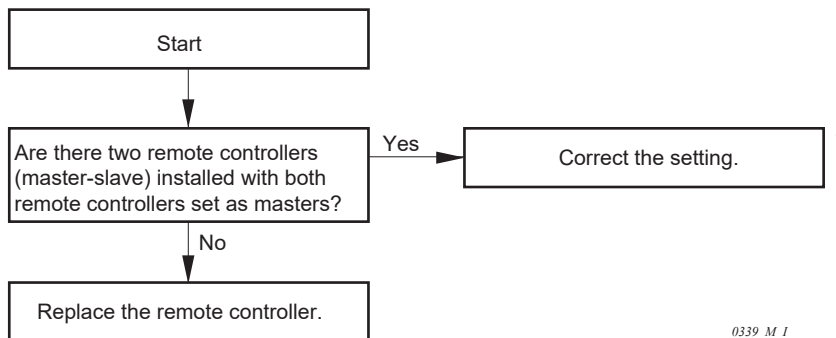 Start
Are there two remote controllers
(master-slave) installed with both
remote controllers set as masters?
Yes
Correct the setting.
No
Replace the remote controller.
0339_M_I